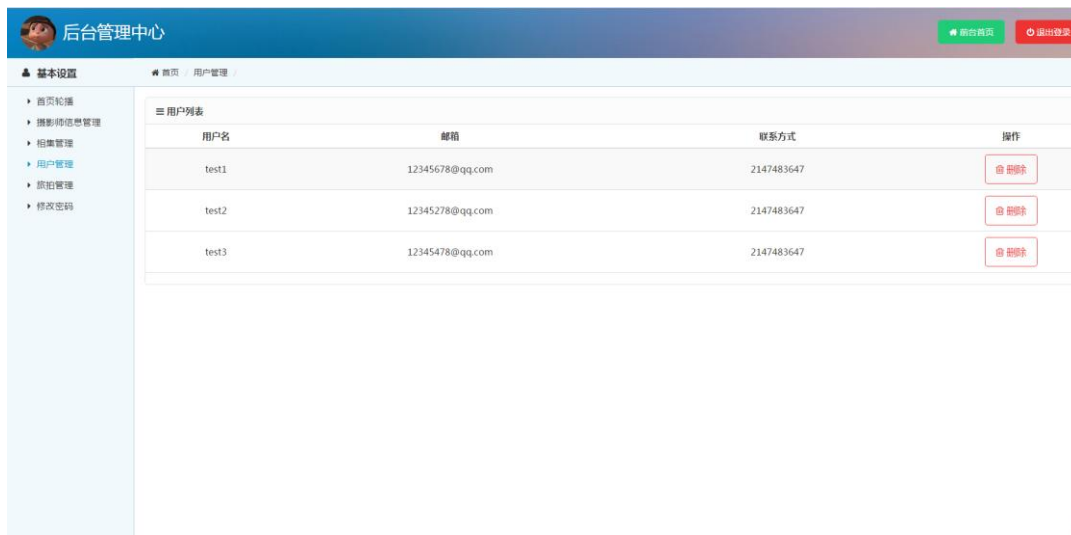 后台管理中心
前台首页
退出登录
基本设置
首页 / 用户管理 /
首页轮播
摄影师信息管理
相集管理
用户管理
旅拍管理
修改密码
用户列表
用户名 邮箱 联系方式 操作
test1 12345678@qq.com 2147483647 删除
test2 12345278@qq.com 2147483647 删除
test3 12345478@qq.com 2147483647 删除